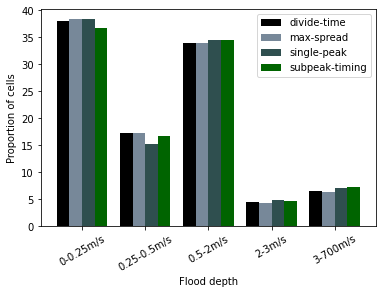 40
35
30
25
20
15
10
5
0
Proportion of cells
divide-time
max-spread
single-peak
subpeak-timing
0-0.25m/s
0.25-0.5m/s
0.5-2m/s
2-3m/s
3-700m/s
Flood depth